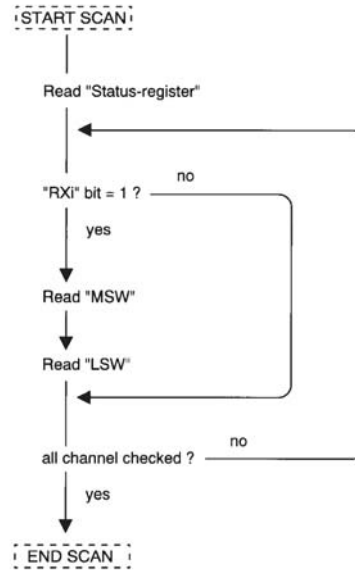 START SCAN
Read "Status-register"
"RXi" bit = 1 ?
no
yes
Read "MSW"
Read "LSW"
all channel checked ?
no
yes
END SCAN